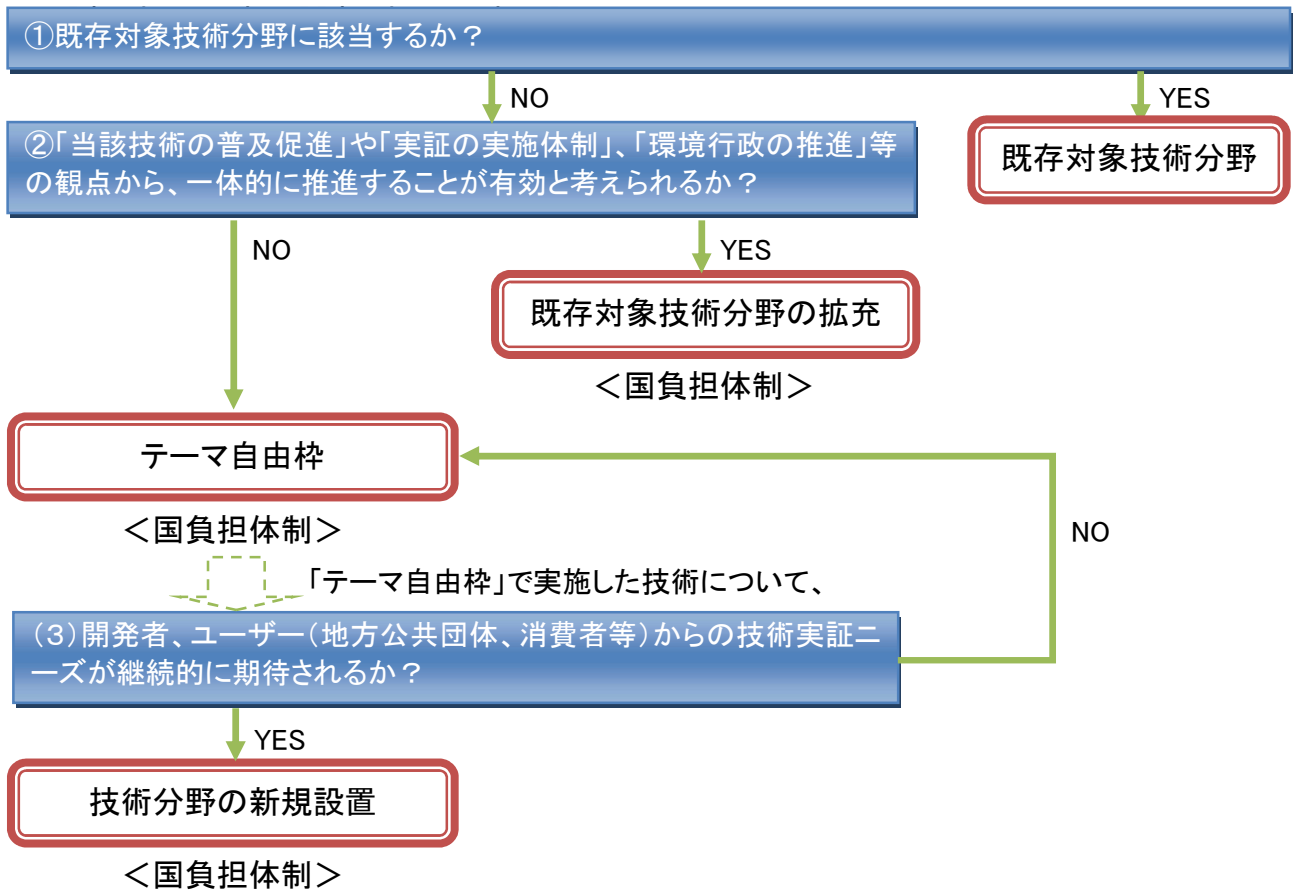 ①既存対象技術分野に該当するか？
NO
YES
②「当該技術の普及促進」や「実証の実施体制」、「環境行政の推進」等
の観点から、一体的に推進することが有効と考えられるか？
既存対象技術分野
NO
YES
既存対象技術分野の拡充
＜国負担体制＞
テーマ自由枠
＜国負担体制＞
NO
「テーマ自由枠」で実施した技術について、
（３）開発者、ユーザー（地方公共団体、消費者等）からの技術実証ニ
ーズが継続的に期待されるか？
YES
技術分野の新規設置
＜国負担体制＞